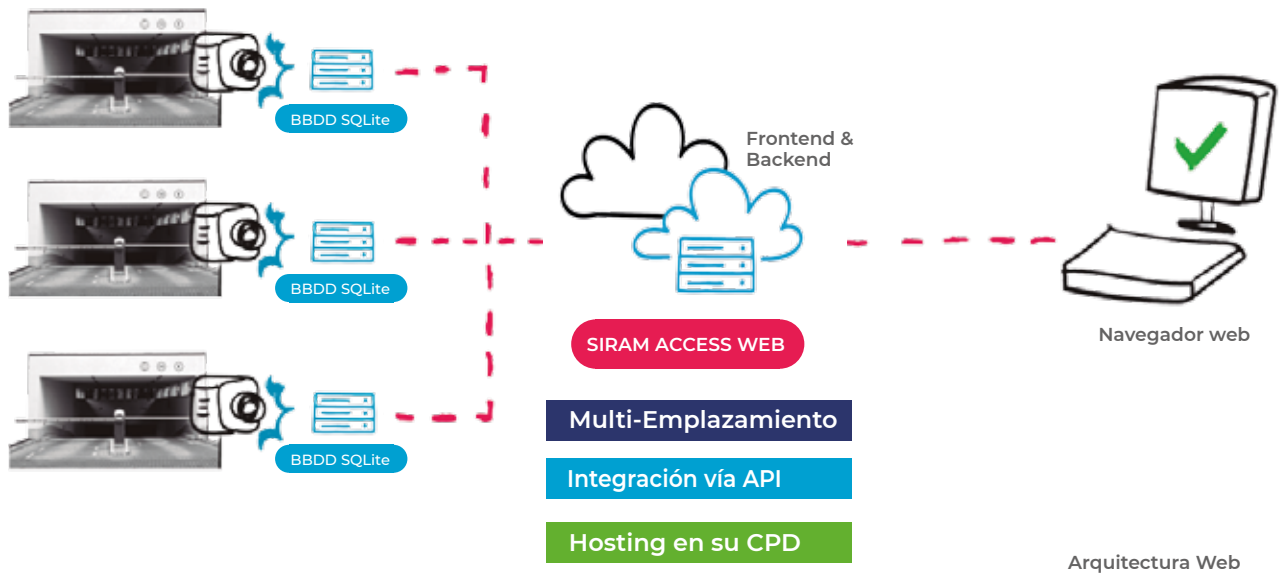 BBDD SQLite
BBDD SQLite
BBDD SQLite
Frontend &
Backend
SIRAM ACCESS WEB
Multi-Emplazamiento
Integración vía API
Hosting en su CPD
Navegador web
Arquitectura Web